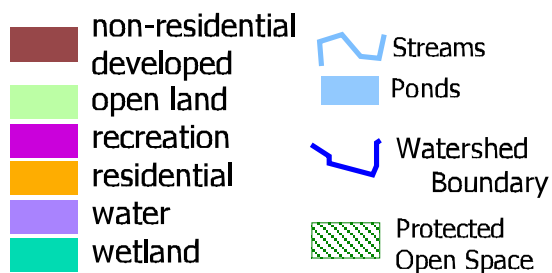 non-residential
developed
open land
recreation
residential
water
wetland
Streams
Ponds
Watershed
Boundary
Protected
Open Space